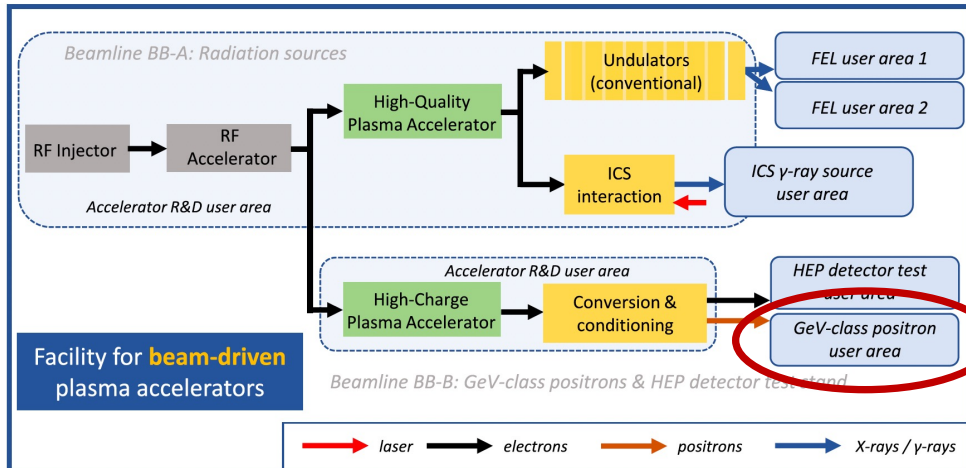 Beamline BB-A: Radiation sources
Undulators
(conventional)
FEL user area 1
FEL user area 2
High-Quality
Plasma Accelerator
RF Injector
RF
Accelerator
ICS
interaction
ICS γ-ray source
user area
Accelerator R&D user area
Accelerator R&D user area
High-Charge
Plasma Accelerator
Conversion &
conditioning
HEP detector test
user area
GeV-class positron
user area
Facility for beam-driven
plasma accelerators
Beamline BB-B: GeV-class positrons & HEP detector test stand
laser
electrons
positrons
X-rays / γ-rays